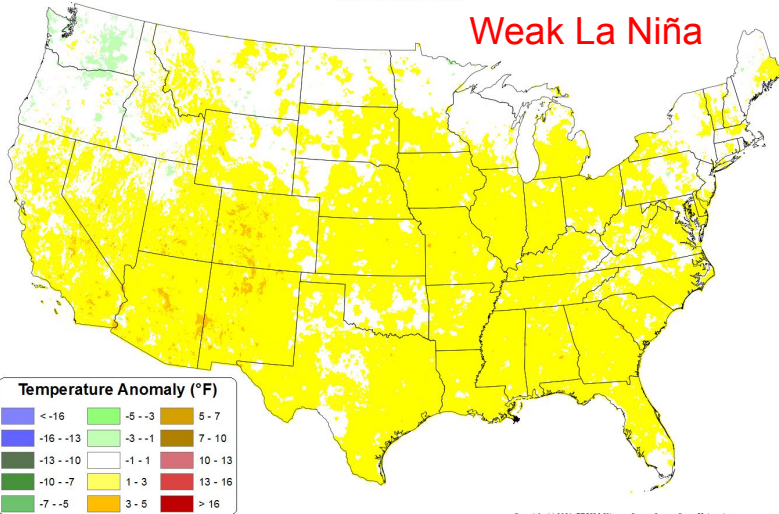 Weak La Niña
Temperature Anomaly (°F)
< -16
-5 - -3
5 - 7
-16 - -13
-3 - -1
7 - 10
-13 - -10
-1 - 1
10 - 13
-10 - -7
1 - 3
13 - 16
-7 - -5
3 - 5
> 16